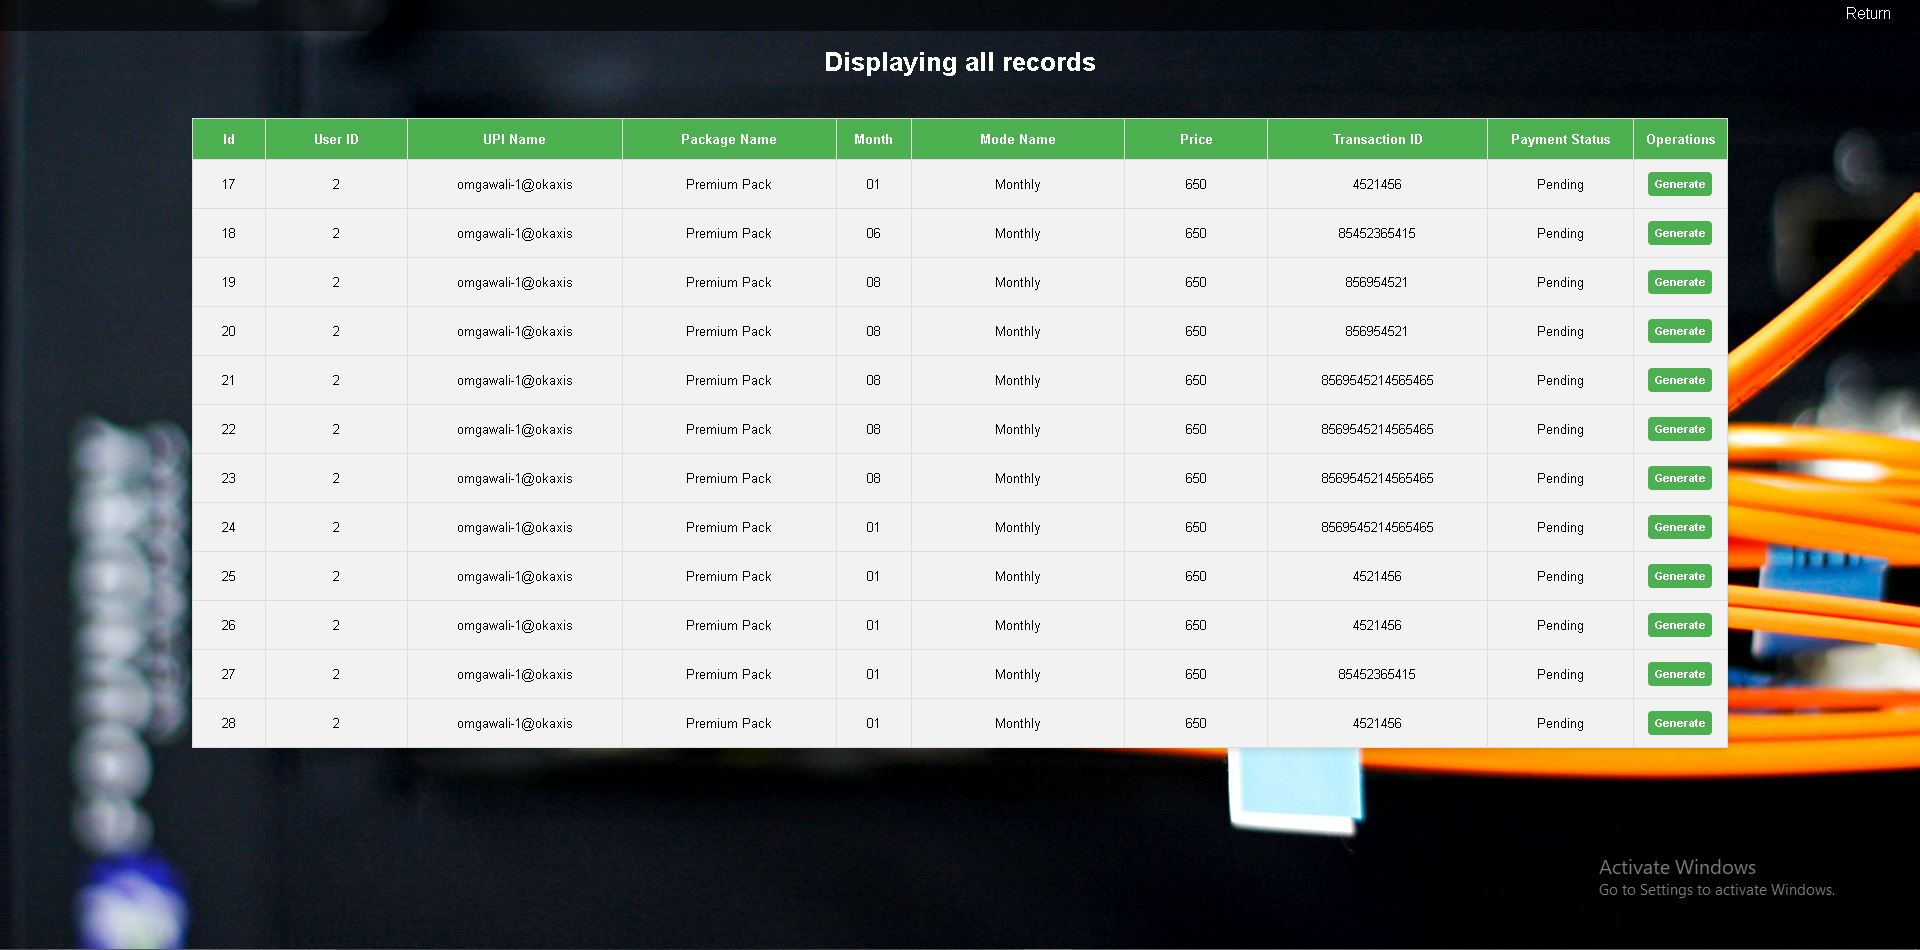 Return
Displaying all records
Id User ID UPI Name Package Name Month Mode Name Price Transaction ID Payment Status Operations
17 2 omgawali-1@okaxis Premium Pack 01 Monthly 650 4521456 Pending Generate
18 2 omgawali-1@okaxis Premium Pack 06 Monthly 650 85452365415 Pending Generate
19 2 omgawali-1@okaxis Premium Pack 08 Monthly 650 856954521 Pending Generate
20 2 omgawali-1@okaxis Premium Pack 08 Monthly 650 856954521 Pending Generate
21 2 omgawali-1@okaxis Premium Pack 08 Monthly 650 8569545214565465 Pending Generate
22 2 omgawali-1@okaxis Premium Pack 08 Monthly 650 8569545214565465 Pending Generate
23 2 omgawali-1@okaxis Premium Pack 08 Monthly 650 8569545214565465 Pending Generate
24 2 omgawali-1@okaxis Premium Pack 01 Monthly 650 8569545214565465 Pending Generate
25 2 omgawali-1@okaxis Premium Pack 01 Monthly 650 4521456 Pending Generate
26 2 omgawali-1@okaxis Premium Pack 01 Monthly 650 4521456 Pending Generate
27 2 omgawali-1@okaxis Premium Pack 01 Monthly 650 85452365415 Pending Generate
28 2 omgawali-1@okaxis Premium Pack 01 Monthly 650 4521456 Pending Generate
Activate Windows
Go to Settings to activate Windows.